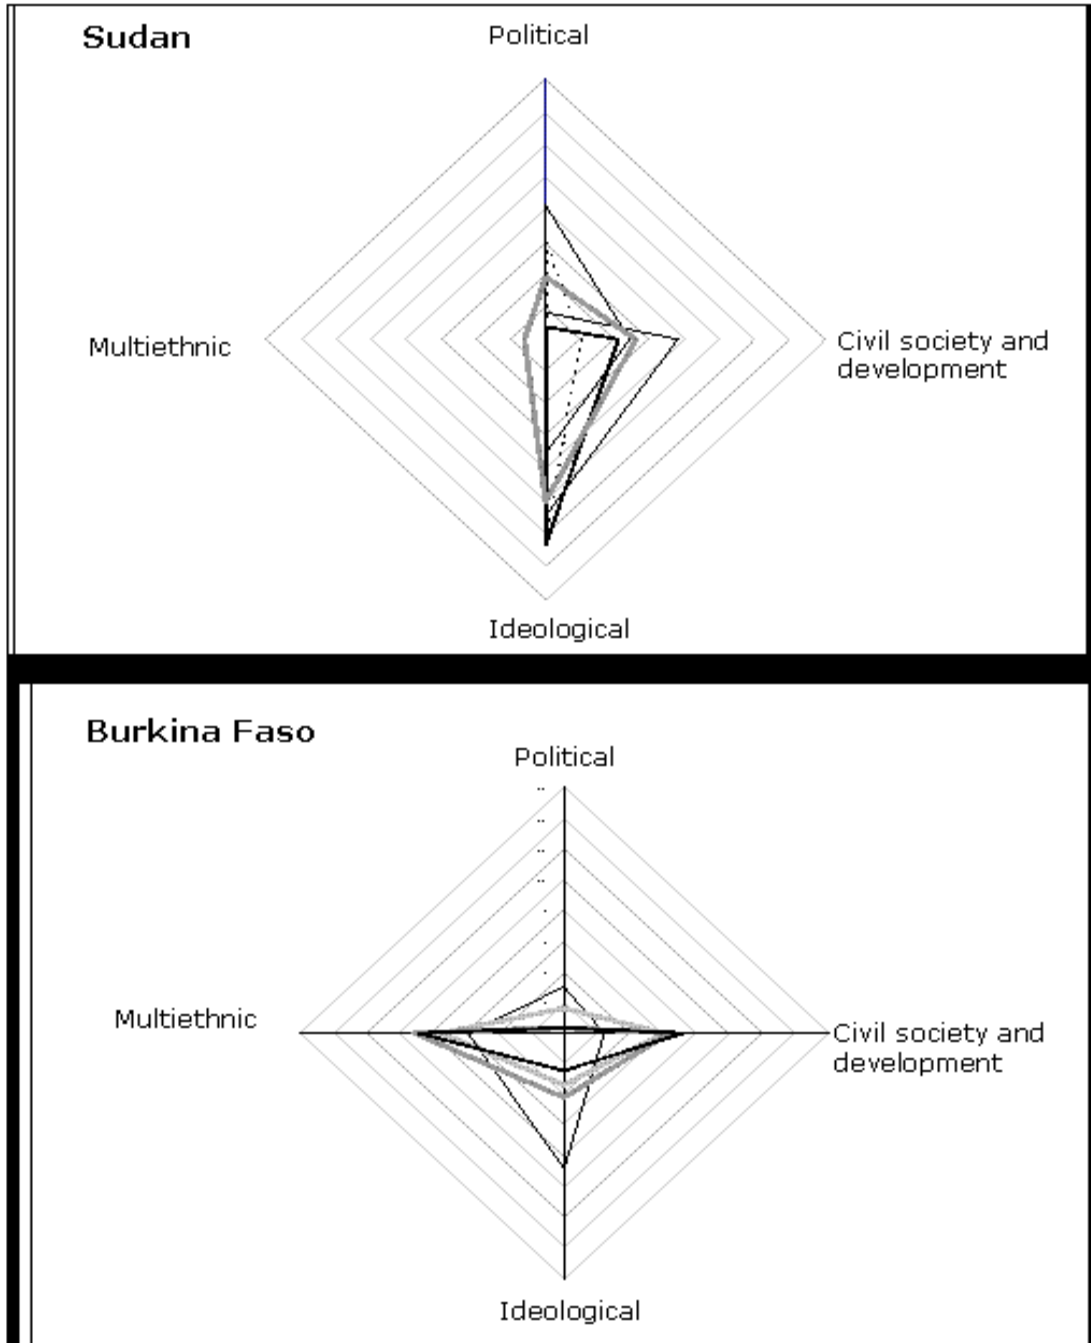 Sudan
Political
Multiethnic
Civil society and
development
Ideological
Burkina Faso
Political
Multiethnic
Civil society and
development
Ideological